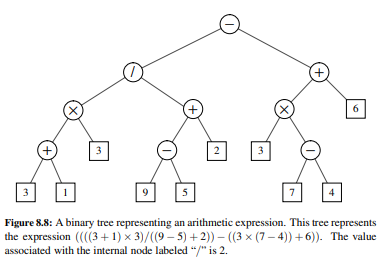 −
/ +
× + × 6
+ 3 − 2 3 −
3 1 9 5 7 4
Figure 8.8: A binary tree representing an arithmetic expression. This tree represents
the expression ((((3 + 1) × 3)/((9 − 5) + 2)) − ((3 × (7 − 4)) + 6)). The value
associated with the internal node labeled “/” is 2.